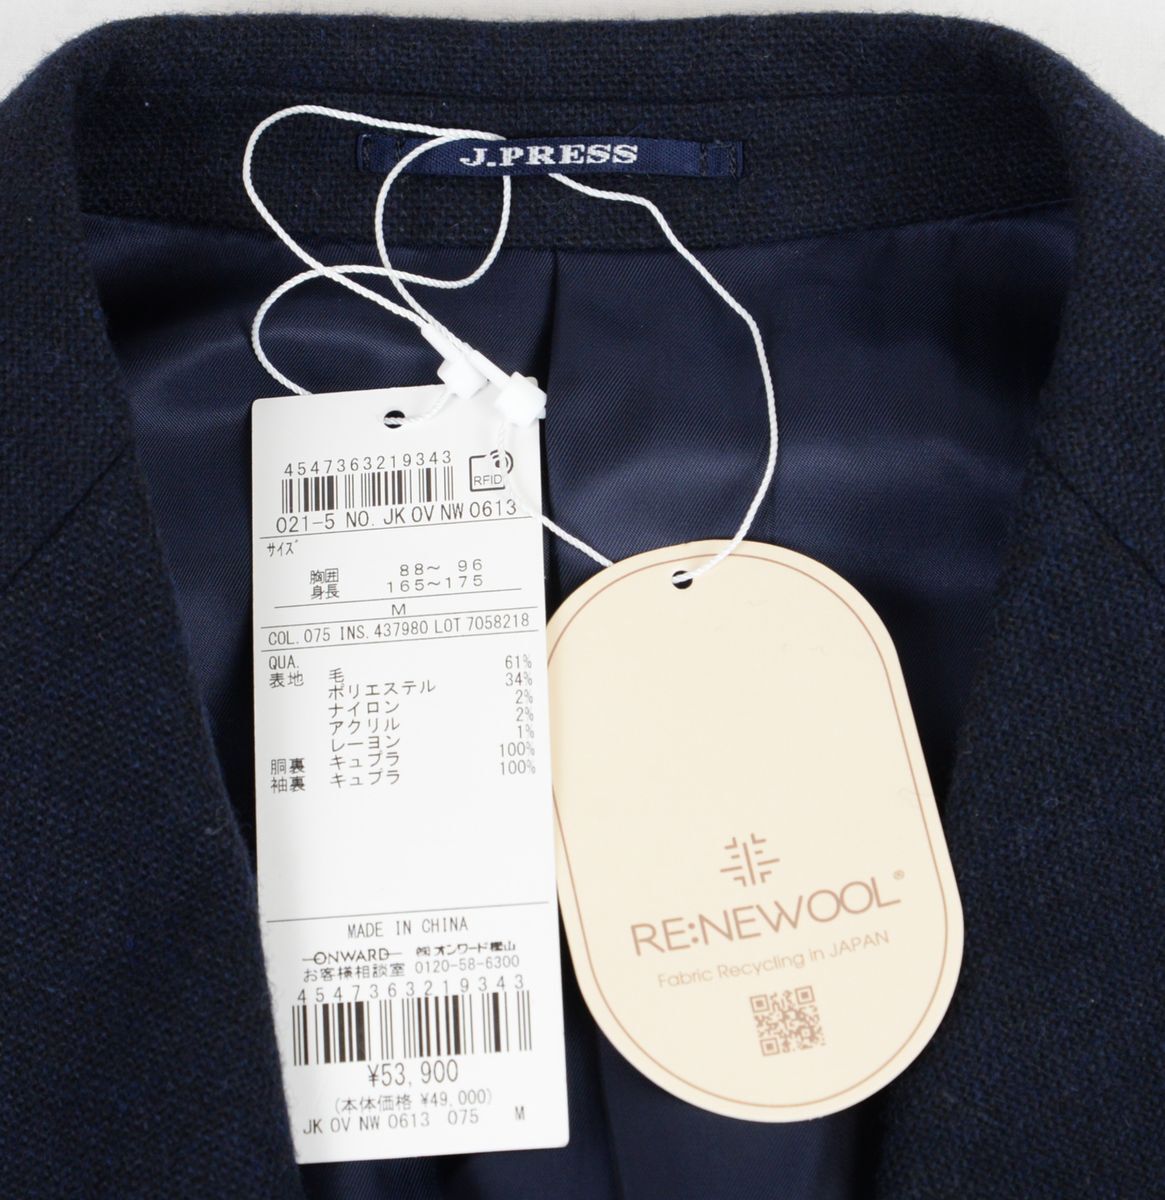 J.PRESS
4547363219343
RFID
021-5 NO. JK OV NW 0613
サイズ
胸囲 88〜 96
身長 165〜175
M
COL. 075 INS. 437980 LOT 7058218
QUA.
表地 毛 61%
ポリエステル 34%
ナイロン 2%
アクリル 2%
レーヨン 1%
胴裏 キュプラ 100%
袖裏 キュプラ 100%
MADE IN CHINA
ONWARD ㈱オンワード樫山
お客様相談室 0120-58-6300
4547363219343
¥53,900
(本体価格 ¥49,000)
JK OV NW 0613 075 M
RE:NEWOOL®
Fabric Recycling in JAPAN